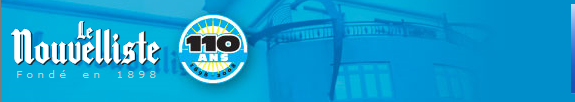 Le
Nouvelliste
Fondé en 1898
110
ANS
1898 - 2008